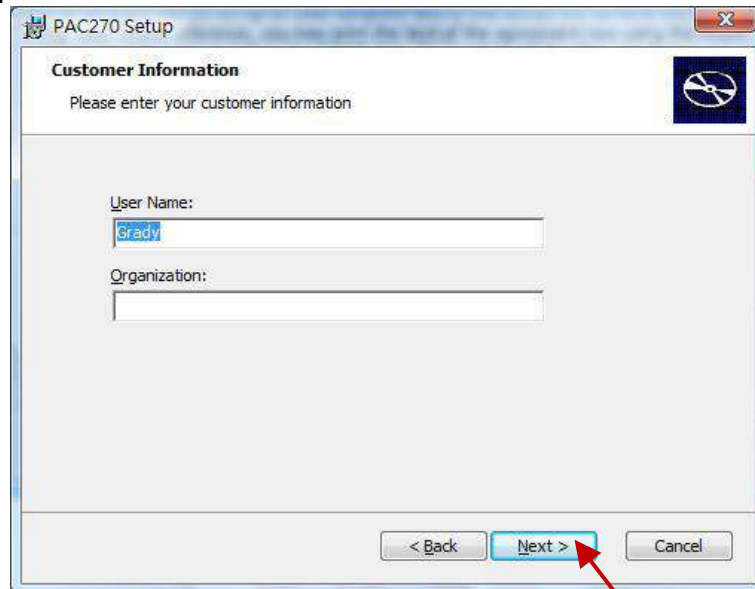 PAC270 Setup
Customer Information
Please enter your customer information
User Name:
Grady
Organization:
< Back
Next >
Cancel